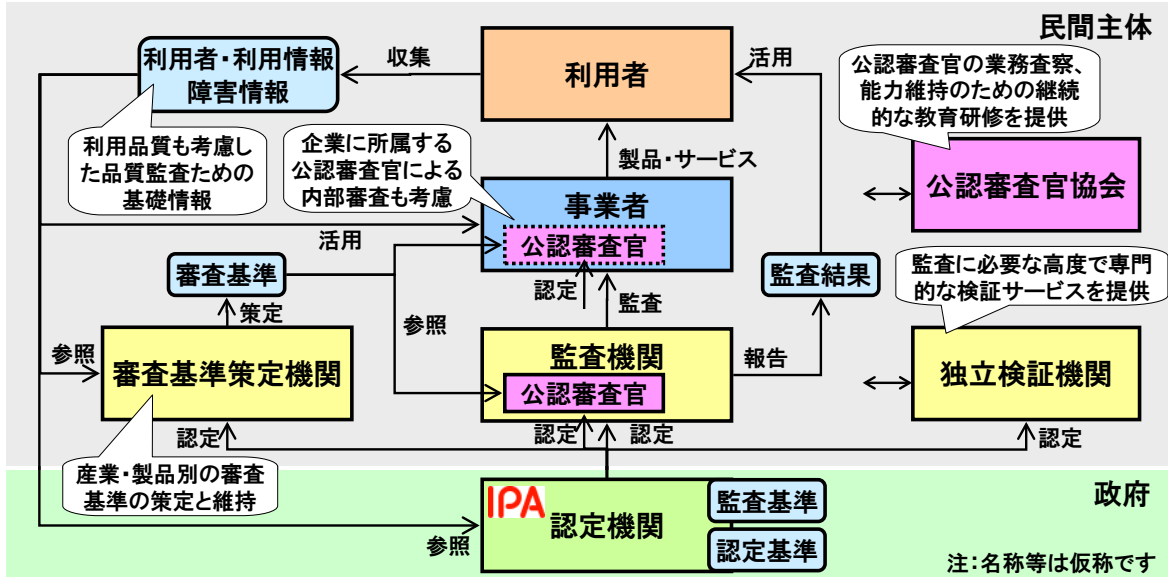 民間主体
利用者・利用情報
障害情報
収集
利用者
活用
公認審査官の業務査察、
能力維持のための継続
的な教育研修を提供
利用品質も考慮し
た品質監査ための
基礎情報
企業に所属する
公認審査官による
内部審査も考慮
製品・サービス
公認審査官協会
事業者
公認審査官
活用
審査基準
認定
監査
監査結果
監査に必要な高度で専門
的な検証サービスを提供
策定
参照
参照
審査基準策定機関
監査機関
公認審査官
報告
独立検証機関
認定
認定
認定
認定
産業・製品別の審査
基準の策定と維持
政府
IPA
認定機関
監査基準
認定基準
参照
注：名称等は仮称です